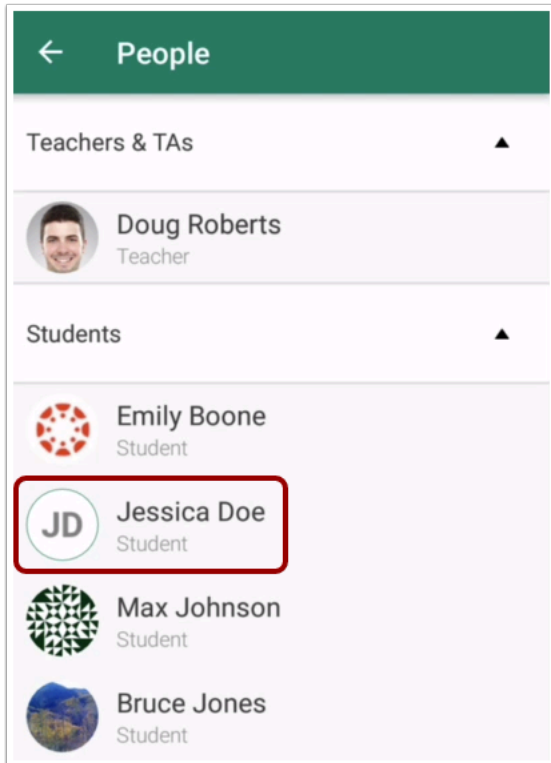 People
Teachers & TAs
Doug Roberts
Teacher
Students
Emily Boone
Student
JD
Jessica Doe
Student
Max Johnson
Student
Bruce Jones
Student